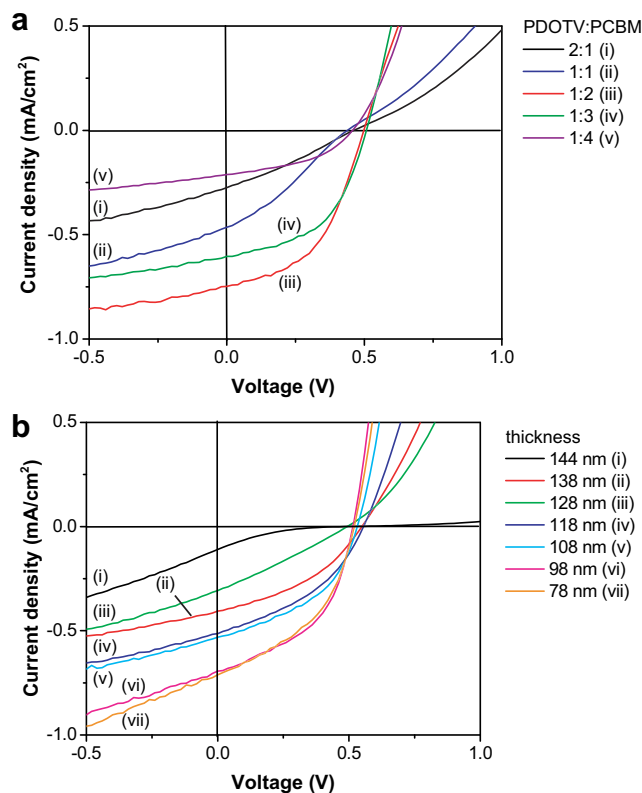 a
PDOTV:PCBM
2:1 (i)
1:1 (ii)
1:2 (iii)
1:3 (iv)
1:4 (v)
Current density (mA/cm²)
0.5
0.0
-0.5
-1.0
(v)
(i)
(ii)
(iv)
(iii)
-0.5 0.0 0.5 1.0
Voltage (V)
b
thickness
144 nm (i)
138 nm (ii)
128 nm (iii)
118 nm (iv)
108 nm (v)
98 nm (vi)
78 nm (vii)
Current density (mA/cm²)
0.5
0.0
-0.5
-1.0
(i)
(ii)
(iii)
(iv)
(v)
(vi)
(vii)
-0.5 0.0 0.5 1.0
Voltage (V)